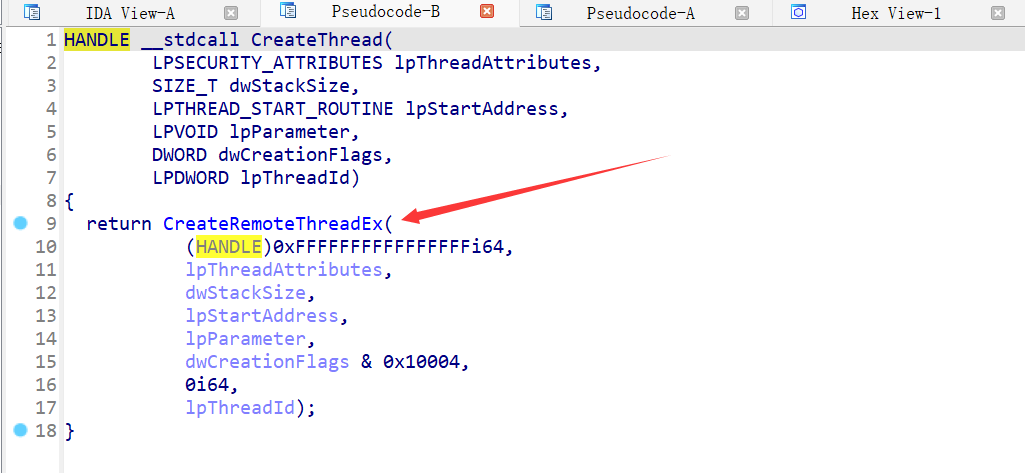 IDA View-A Pseudocode-B Pseudocode-A Hex View-1
1 HANDLE __stdcall CreateThread(
2 LPSECURITY_ATTRIBUTES lpThreadAttributes,
3 SIZE_T dwStackSize,
4 LPTHREAD_START_ROUTINE lpStartAddress,
5 LPVOID lpParameter,
6 DWORD dwCreationFlags,
7 LPDWORD lpThreadId)
8 {
9 return CreateRemoteThreadEx(
10 (HANDLE)0xFFFFFFFFFFFFFFFFi64,
11 lpThreadAttributes,
12 dwStackSize,
13 lpStartAddress,
14 lpParameter,
15 dwCreationFlags & 0x10004,
16 0i64,
17 lpThreadId);
18 }